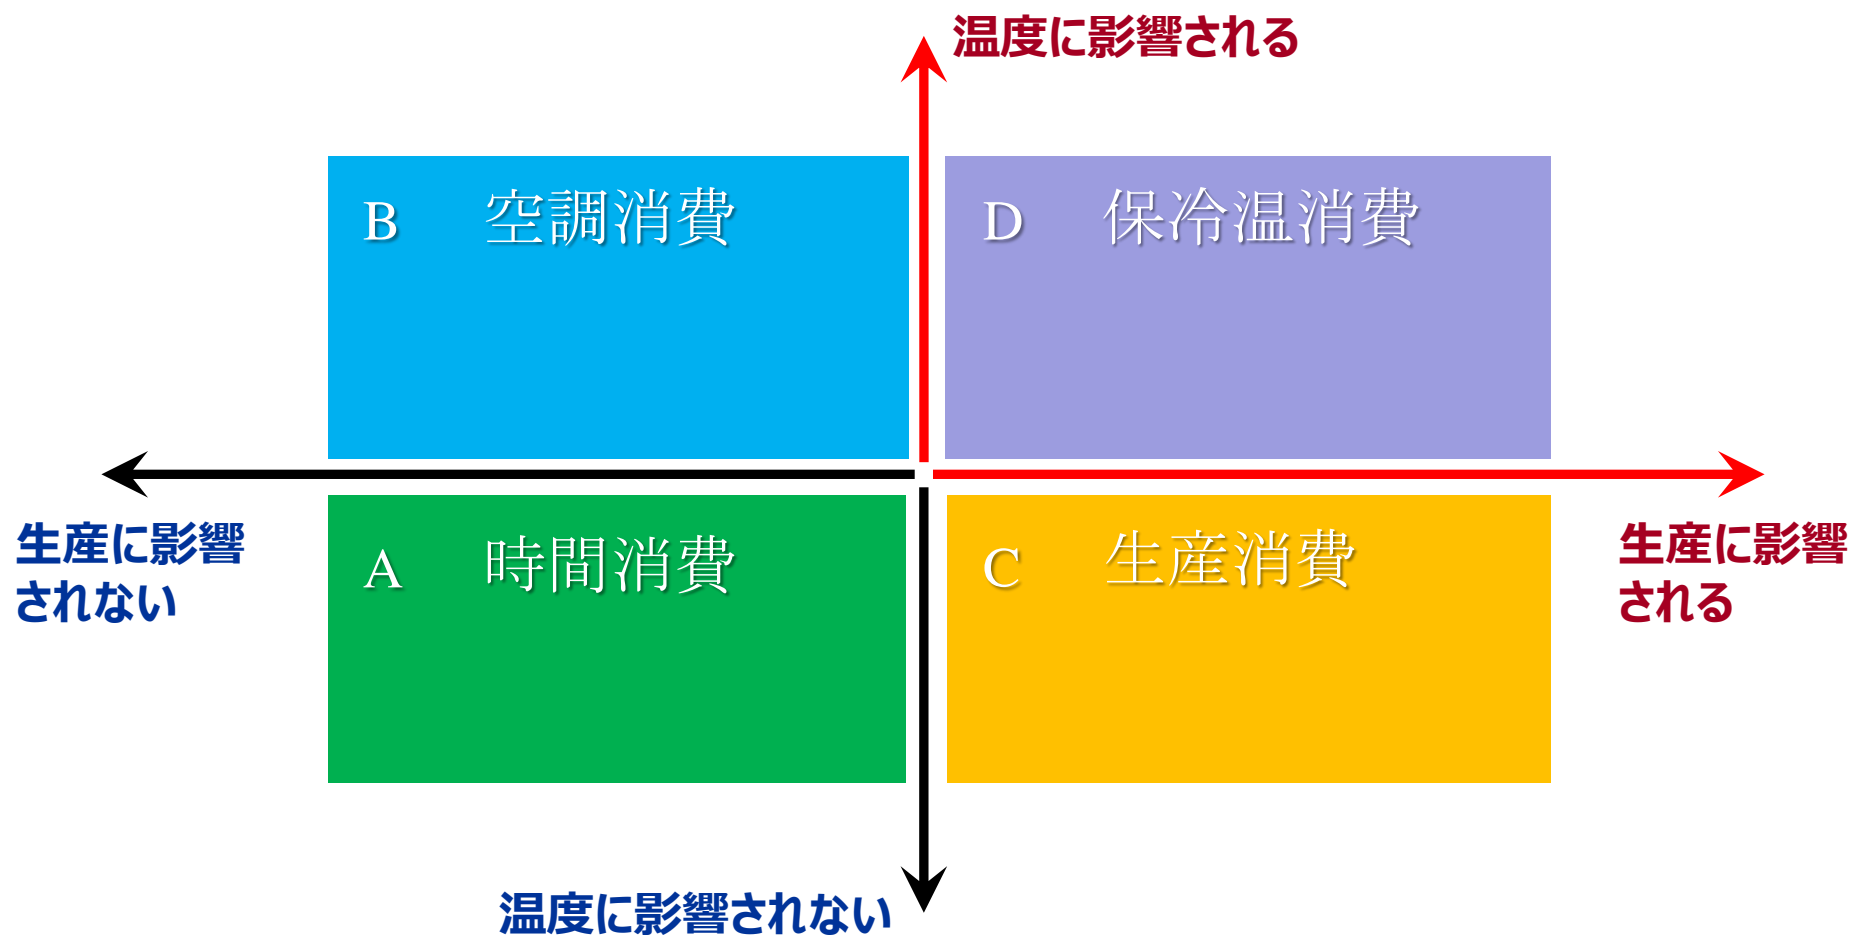 温度に影響される
B 空調消費
D 保冷温消費
生産に影響
されない
A 時間消費
C 生産消費
生産に影響
される
温度に影響されない